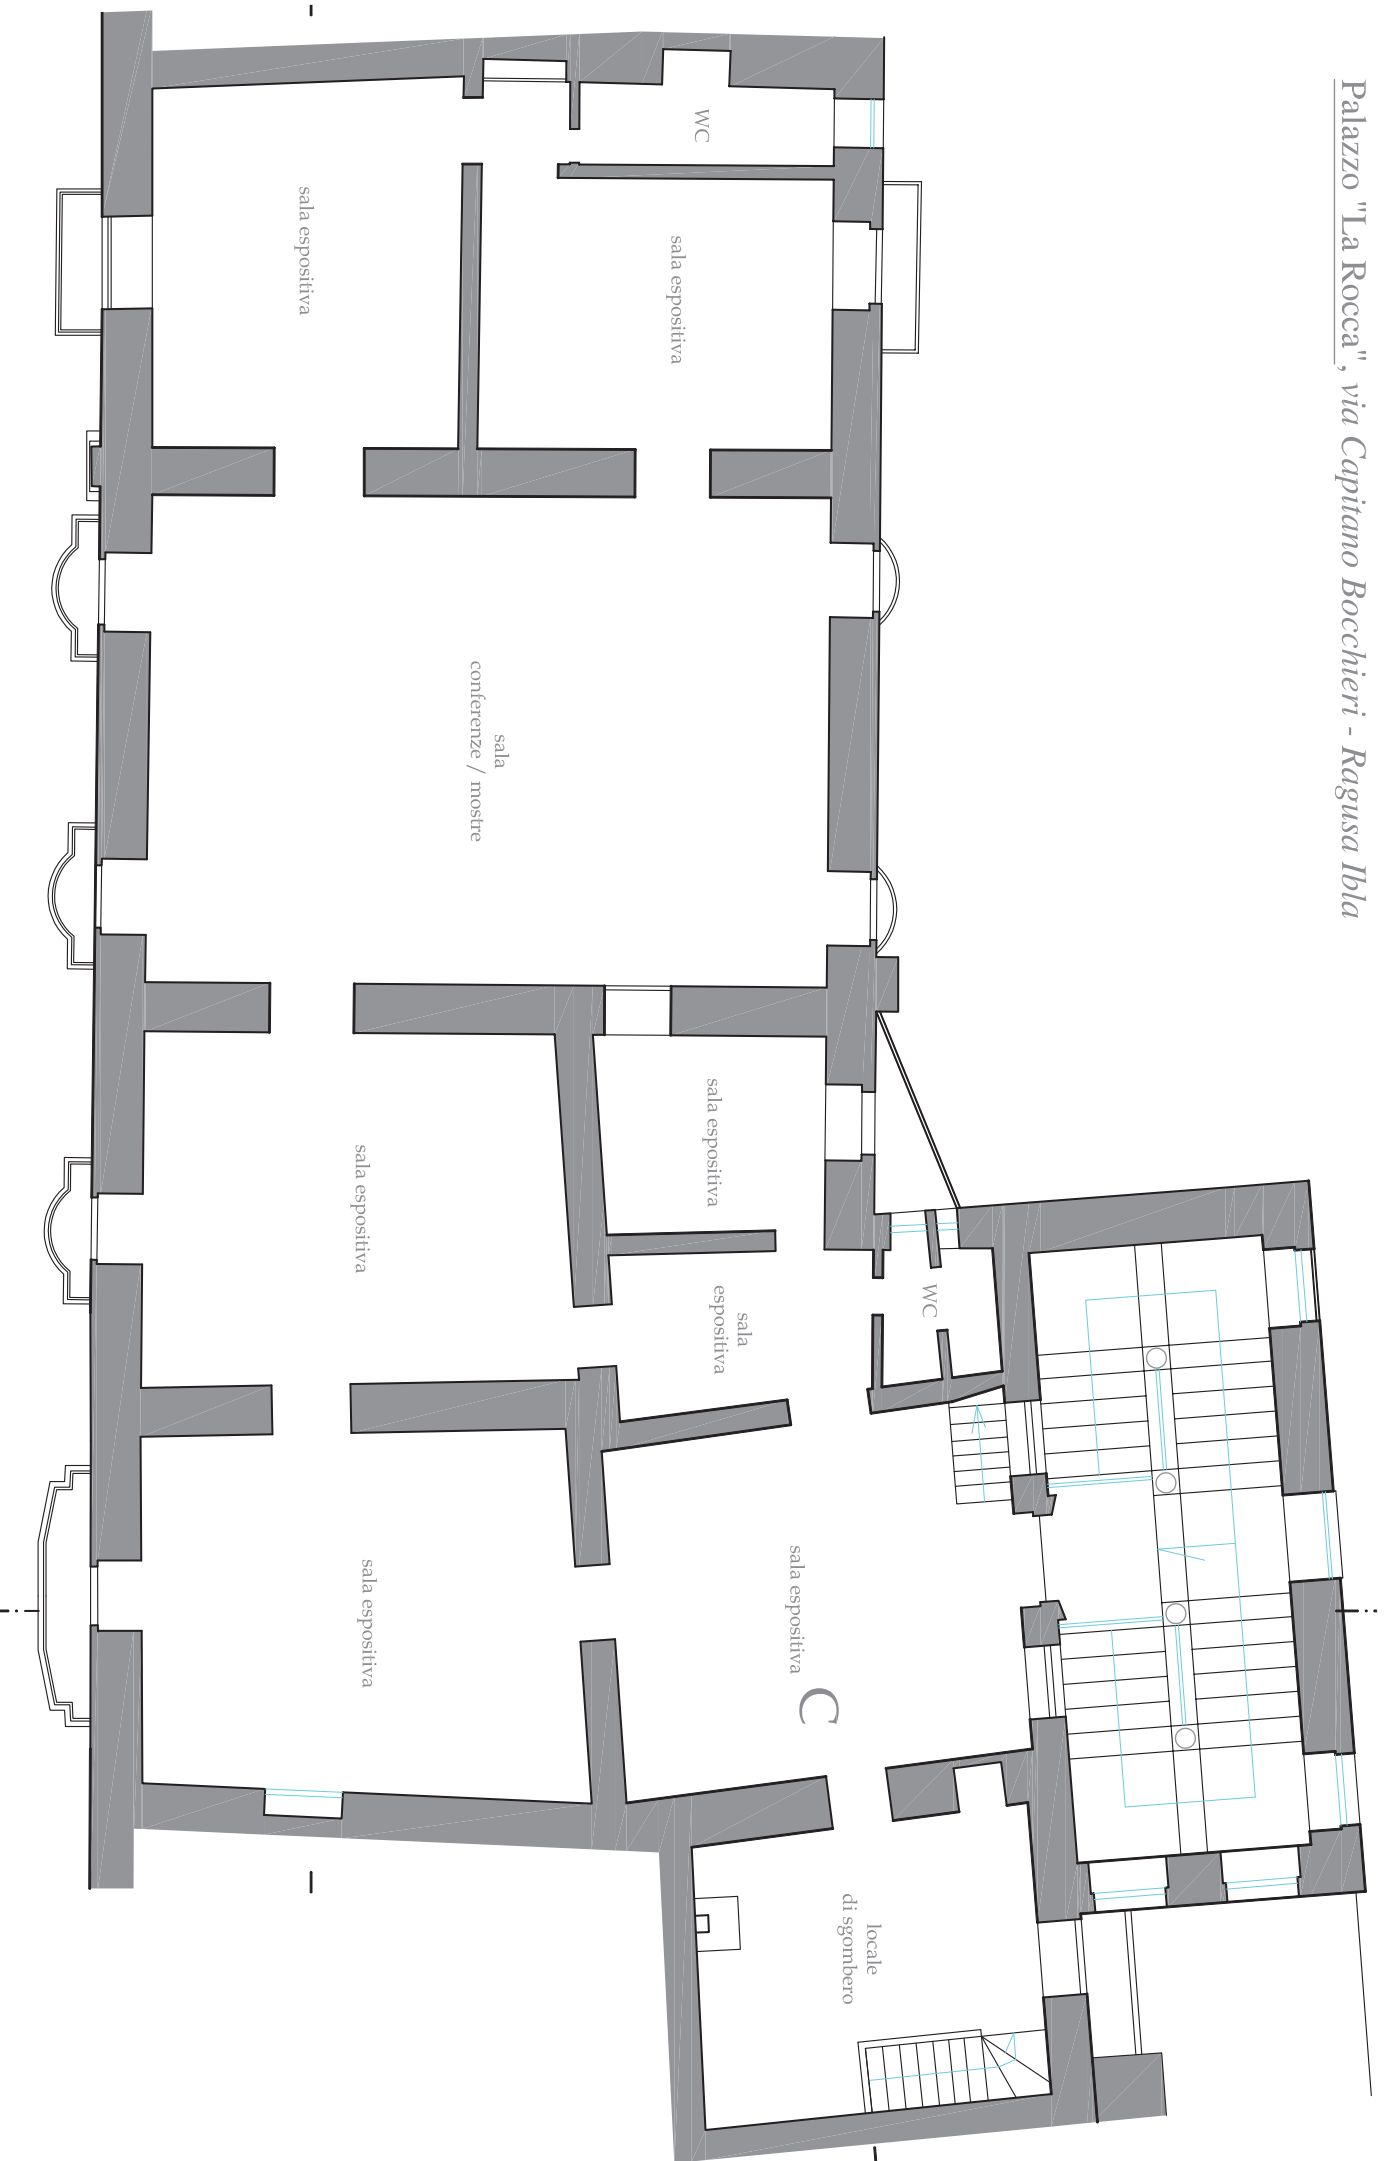 Palazzo "La Rocca", via Capitano Bocchieri - Ragusa Ibla
WC
sala espositiva
sala espositiva
sala
conferenze / mostre
sala espositiva
sala espositiva
WC
sala
espositiva
sala espositiva
C
sala espositiva
locale
di sgombero